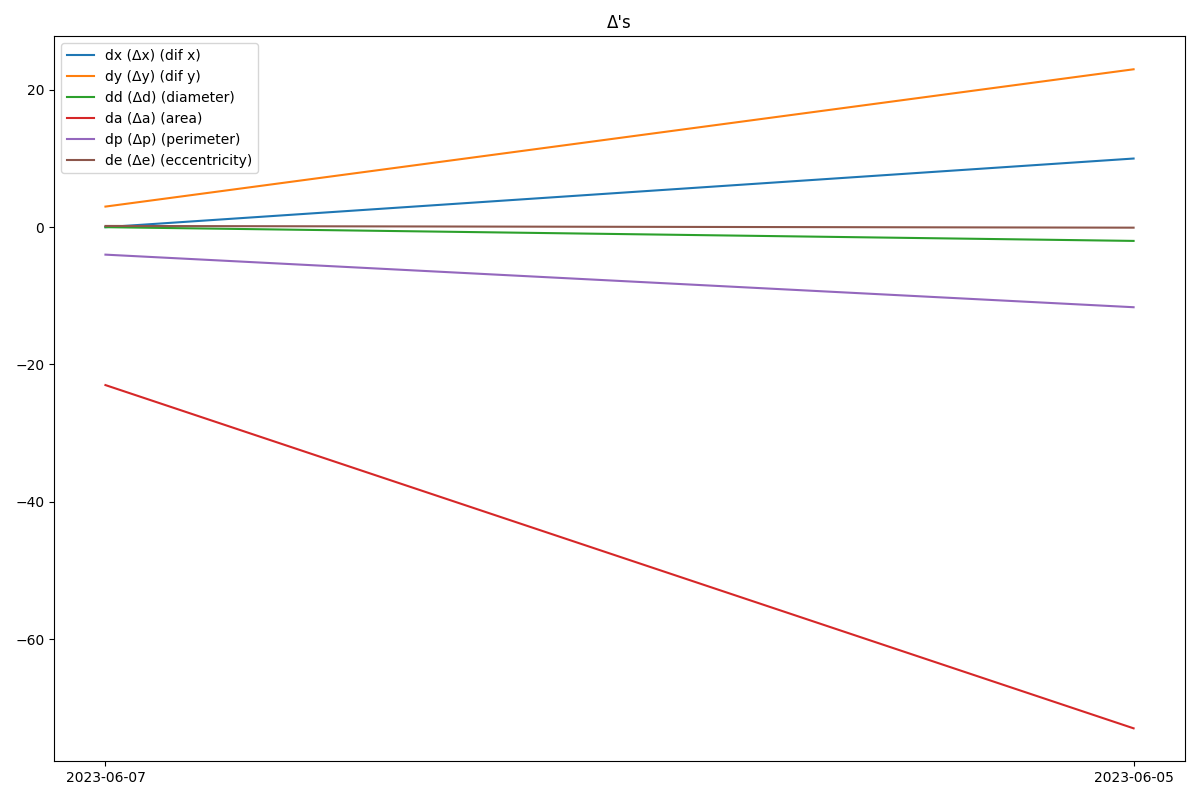 Δ's
dx (Δx) (dif x)
dy (Δy) (dif y)
dd (Δd) (diameter)
da (Δa) (area)
dp (Δp) (perimeter)
de (Δe) (eccentricity)
20
0
−20
−40
−60
2023-06-07
2023-06-05